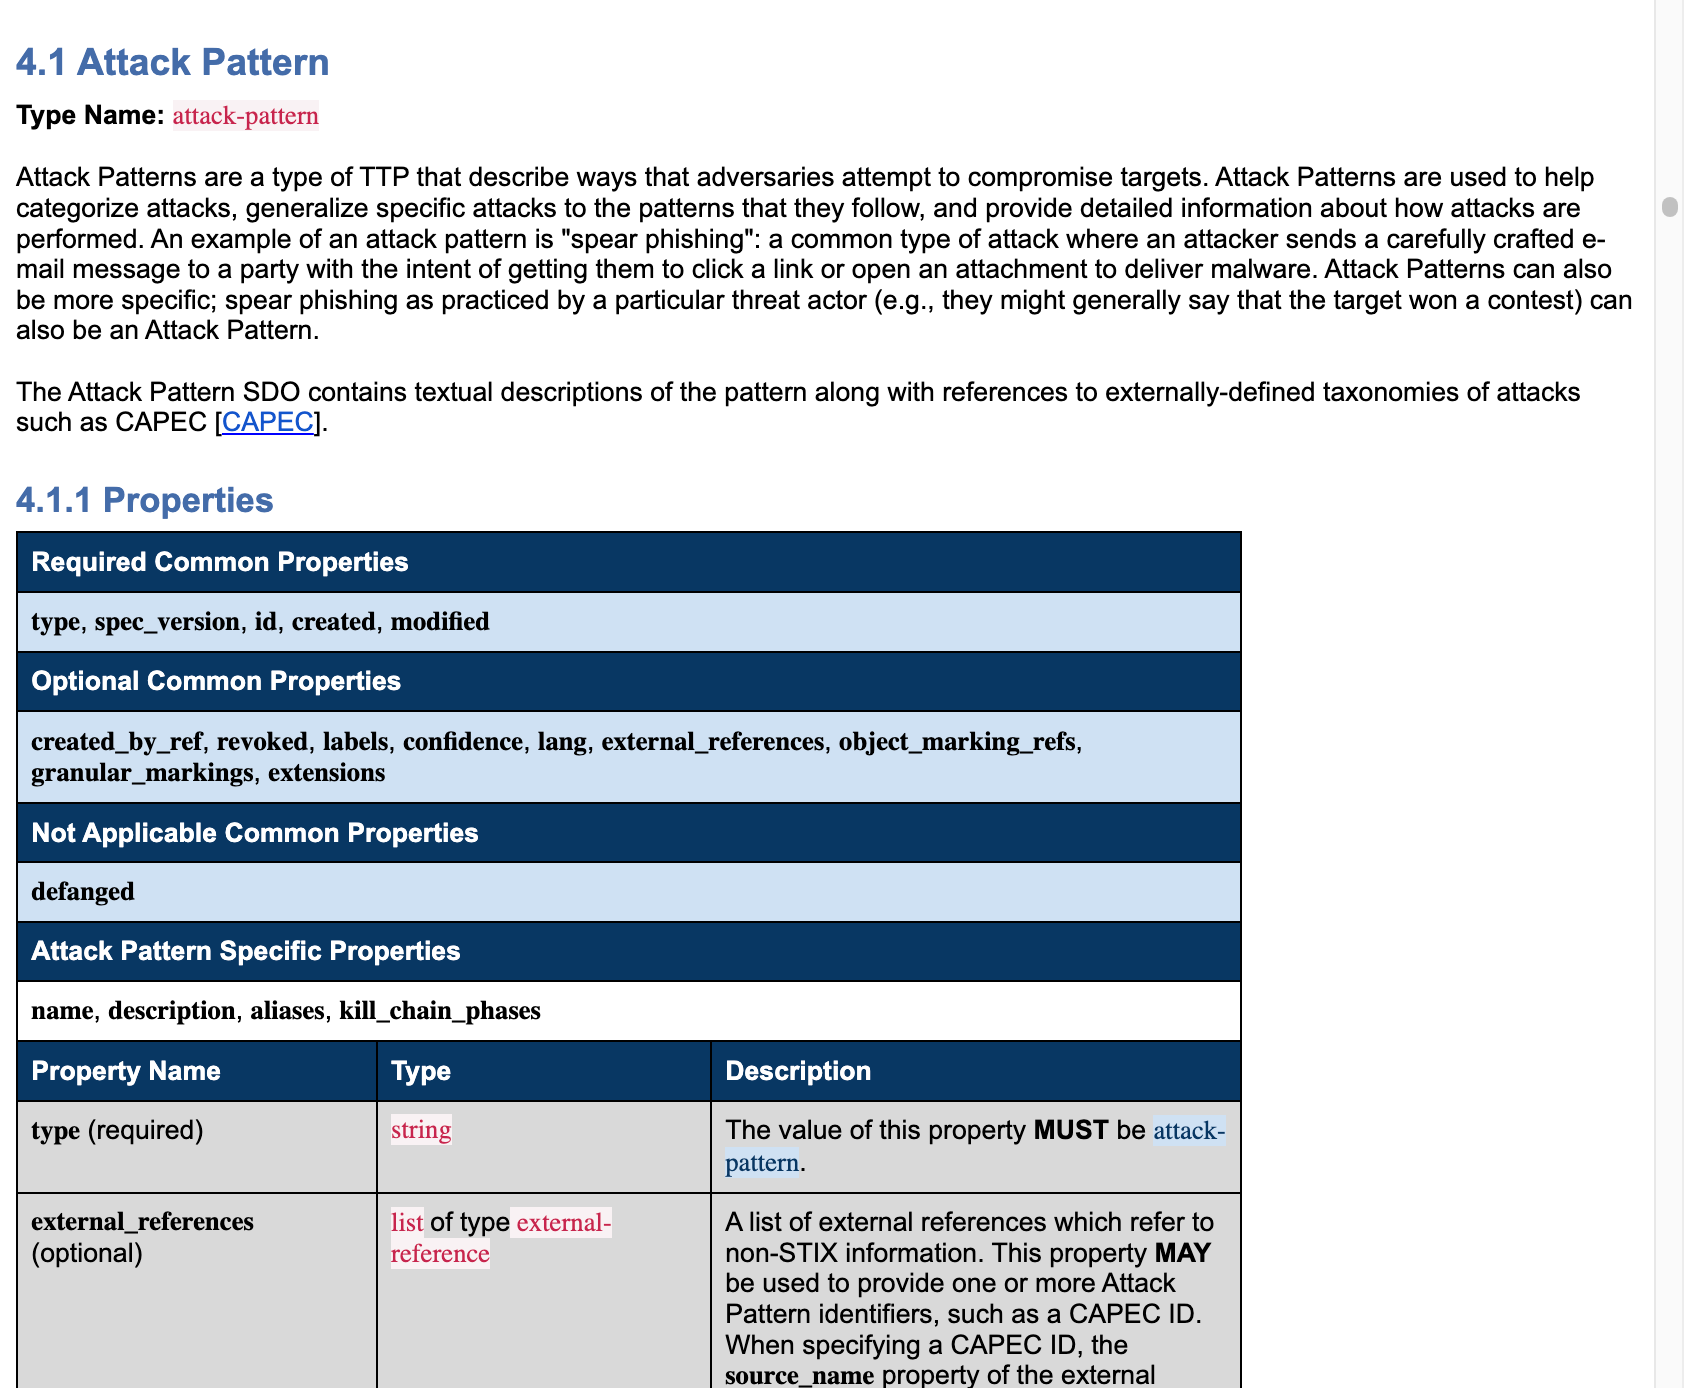 4.1 Attack Pattern
Type Name: attack-pattern
Attack Patterns are a type of TTP that describe ways that adversaries attempt to compromise targets. Attack Patterns are used to help
categorize attacks, generalize specific attacks to the patterns that they follow, and provide detailed information about how attacks are
performed. An example of an attack pattern is "spear phishing": a common type of attack where an attacker sends a carefully crafted e-
mail message to a party with the intent of getting them to click a link or open an attachment to deliver malware. Attack Patterns can also
be more specific; spear phishing as practiced by a particular threat actor (e.g., they might generally say that the target won a contest) can
also be an Attack Pattern.
The Attack Pattern SDO contains textual descriptions of the pattern along with references to externally-defined taxonomies of attacks
such as CAPEC [CAPEC].
4.1.1 Properties
Required Common Properties
type, spec_version, id, created, modified
Optional Common Properties
created_by_ref, revoked, labels, confidence, lang, external_references, object_marking_refs,
granular_markings, extensions
Not Applicable Common Properties
defanged
Attack Pattern Specific Properties
name, description, aliases, kill_chain_phases
Property Name Type Description
type (required) string The value of this property MUST be attack-
pattern.
external_references list of type external- A list of external references which refer to
(optional) reference non-STIX information. This property MAY
be used to provide one or more Attack
Pattern identifiers, such as a CAPEC ID.
When specifying a CAPEC ID, the
source_name property of the external